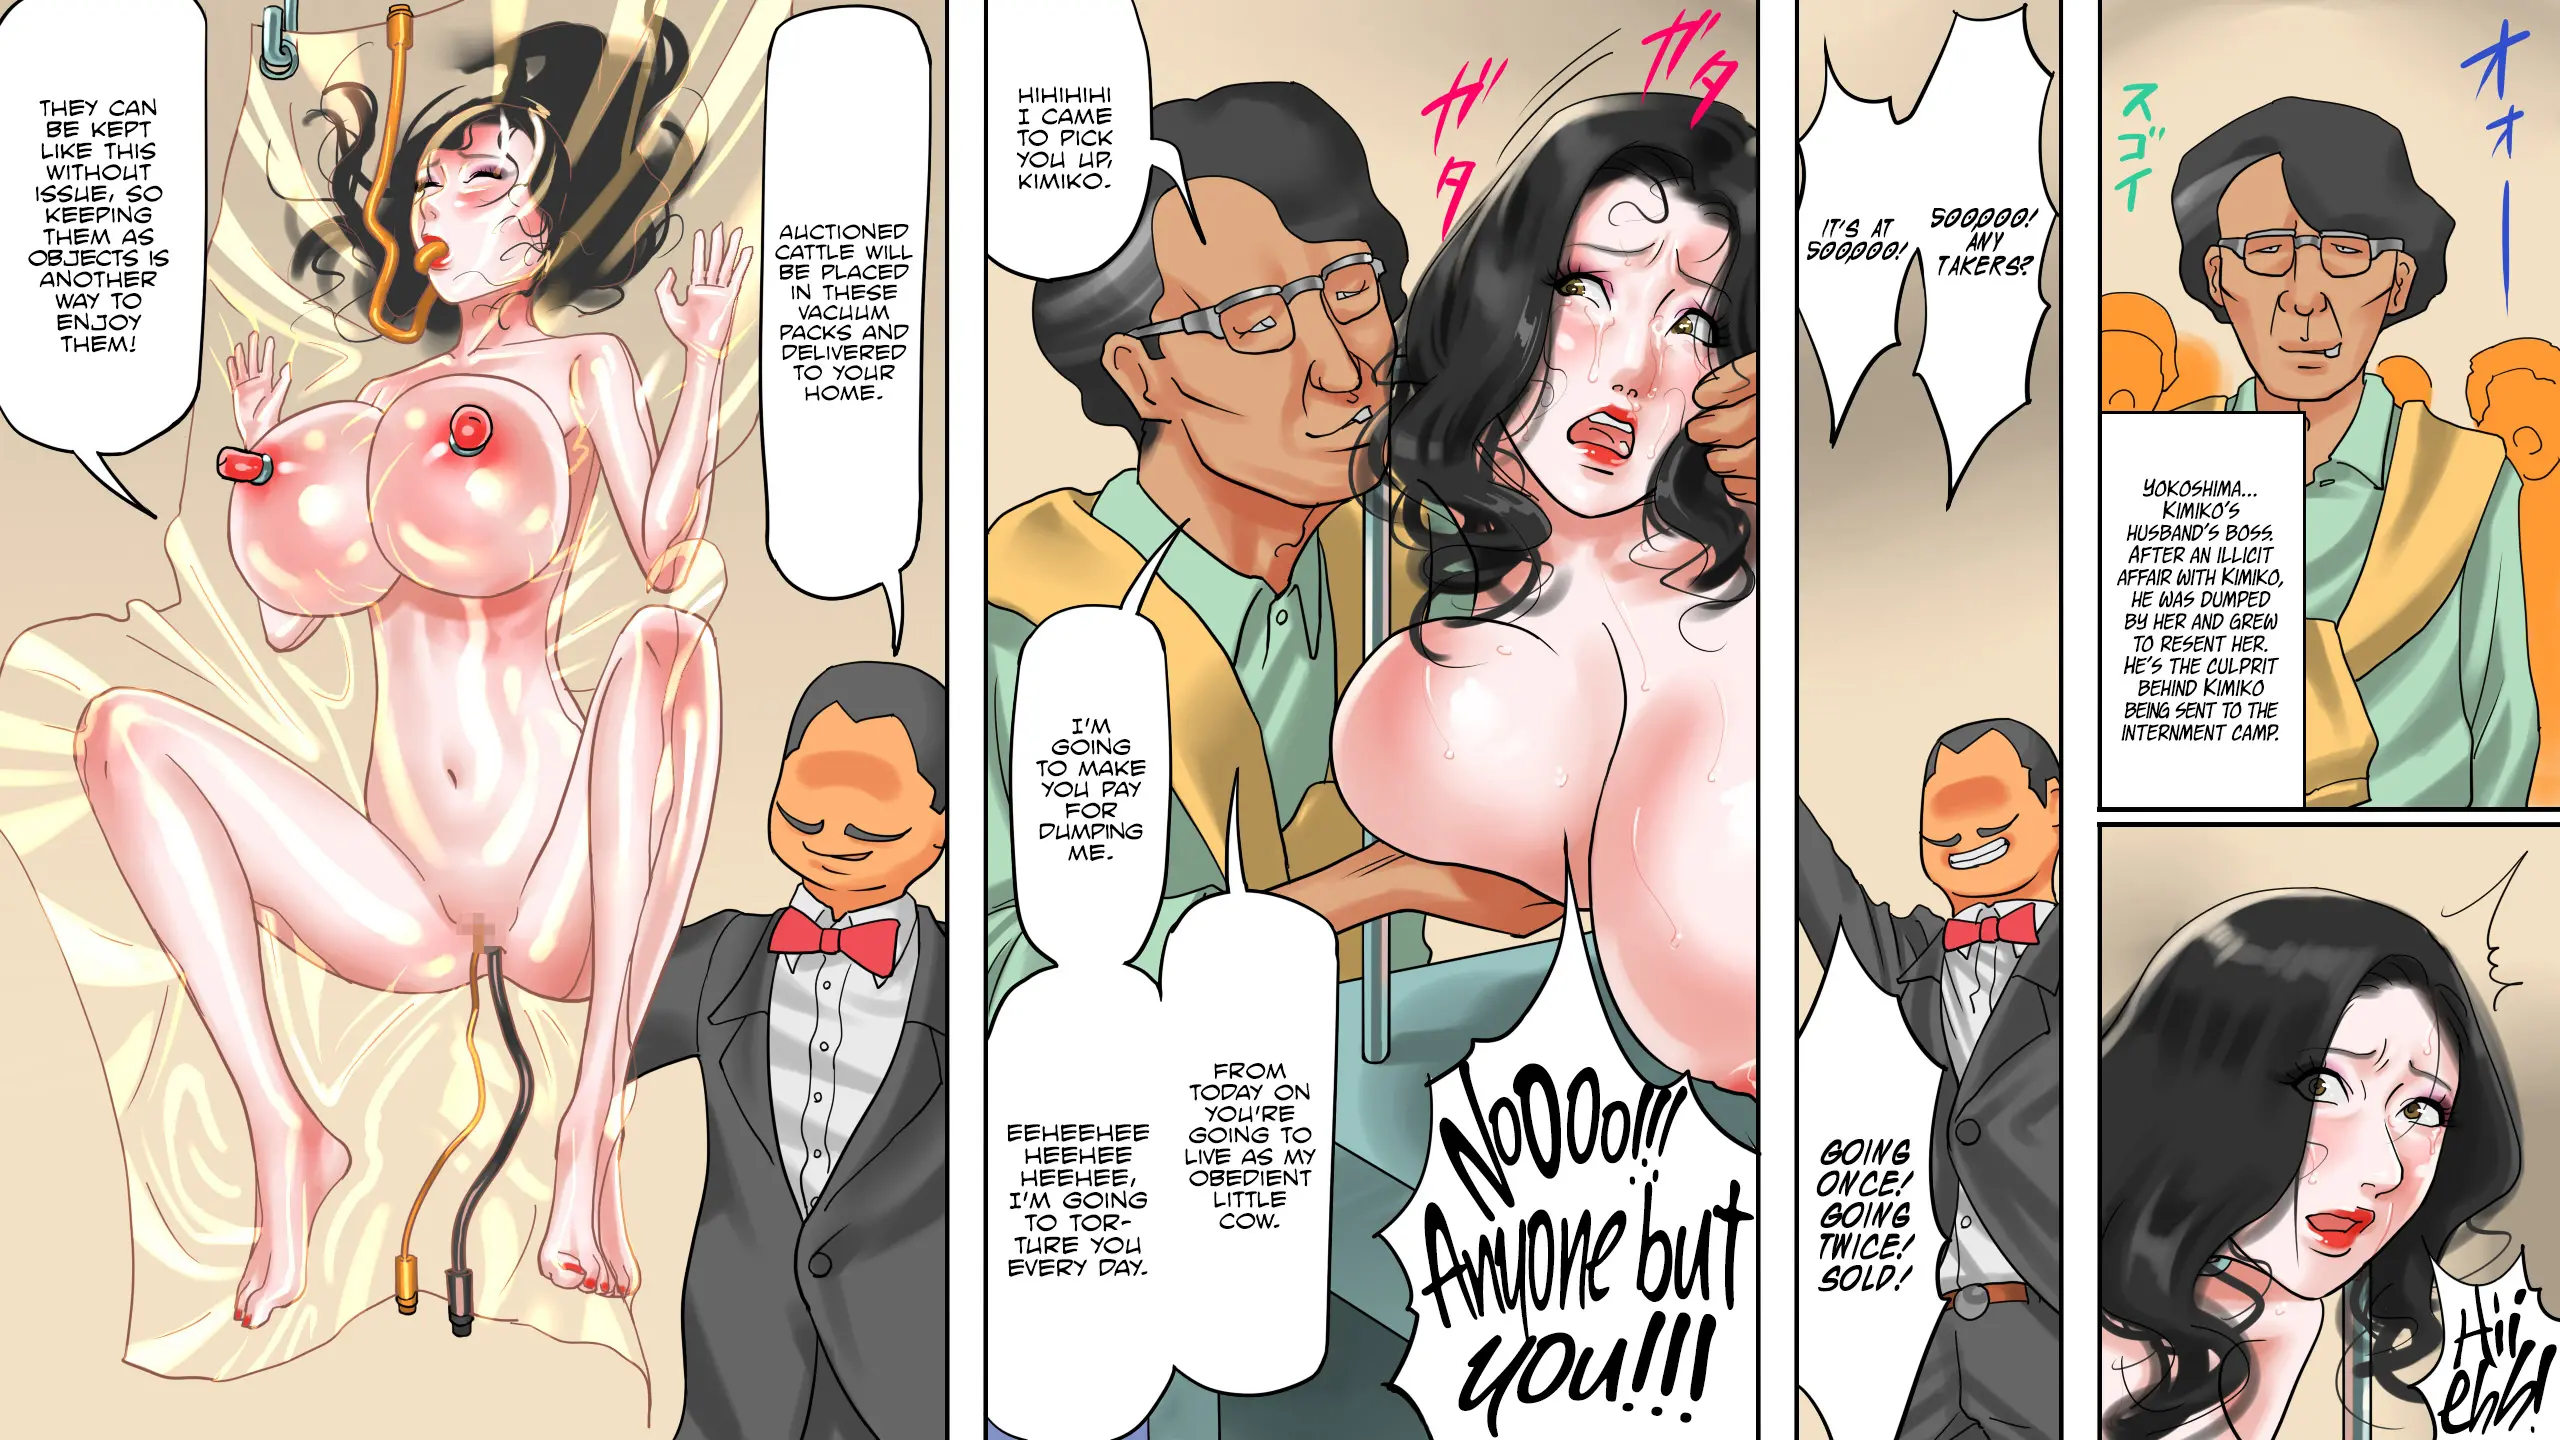 オオー
スゴイ
YOKOSHIMA...
KIMIKO'S
HUSBAND'S BOSS.
AFTER AN ILLICIT
AFFAIR WITH KIMIKO,
HE WAS DUMPED
BY HER AND GREW
TO RESENT HER.
HE'S THE CULPRIT
BEHIND KIMIKO
BEING SENT TO THE
INTERNMENT CAMP.
Hii
ehh!
500,000!
ANY
TAKERS?
IT'S AT
500,000!
GOING
ONCE!
GOING
TWICE!
SOLD!
ガタ
ガタ
HIHIHIHI
I CAME
TO PICK
YOU UP,
KIMIKO.
I'M
GOING
TO MAKE
YOU PAY
FOR
DUMPING
ME.
FROM
TODAY ON
YOU'RE
GOING TO
LIVE AS MY
OBEDIENT
LITTLE
COW.
EEHEEHEE
HEEHEE
HEEHEE,
I'M GOING
TO TOR-
TURE YOU
EVERY DAY.
NOOOO!!!
Anyone but
you!!!
AUCTIONED
CATTLE WILL
BE PLACED
IN THESE
VACUUM
PACKS AND
DELIVERED
TO YOUR
HOME.
THEY CAN
BE KEPT
LIKE THIS
WITHOUT
ISSUE, SO
KEEPING
THEM AS
OBJECTS IS
ANOTHER
WAY TO
ENJOY
THEM!